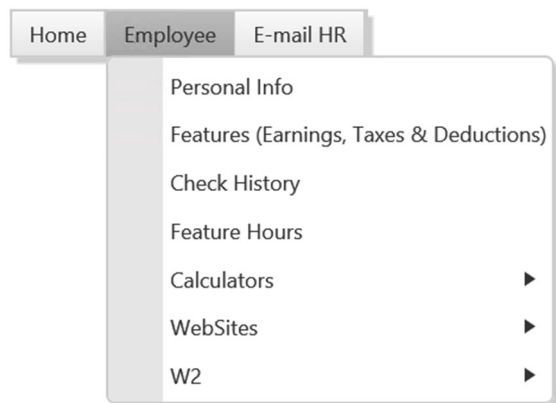 Home Employee E-mail HR
Personal Info
Features (Earnings, Taxes & Deductions)
Check History
Feature Hours
Calculators
WebSites
W2